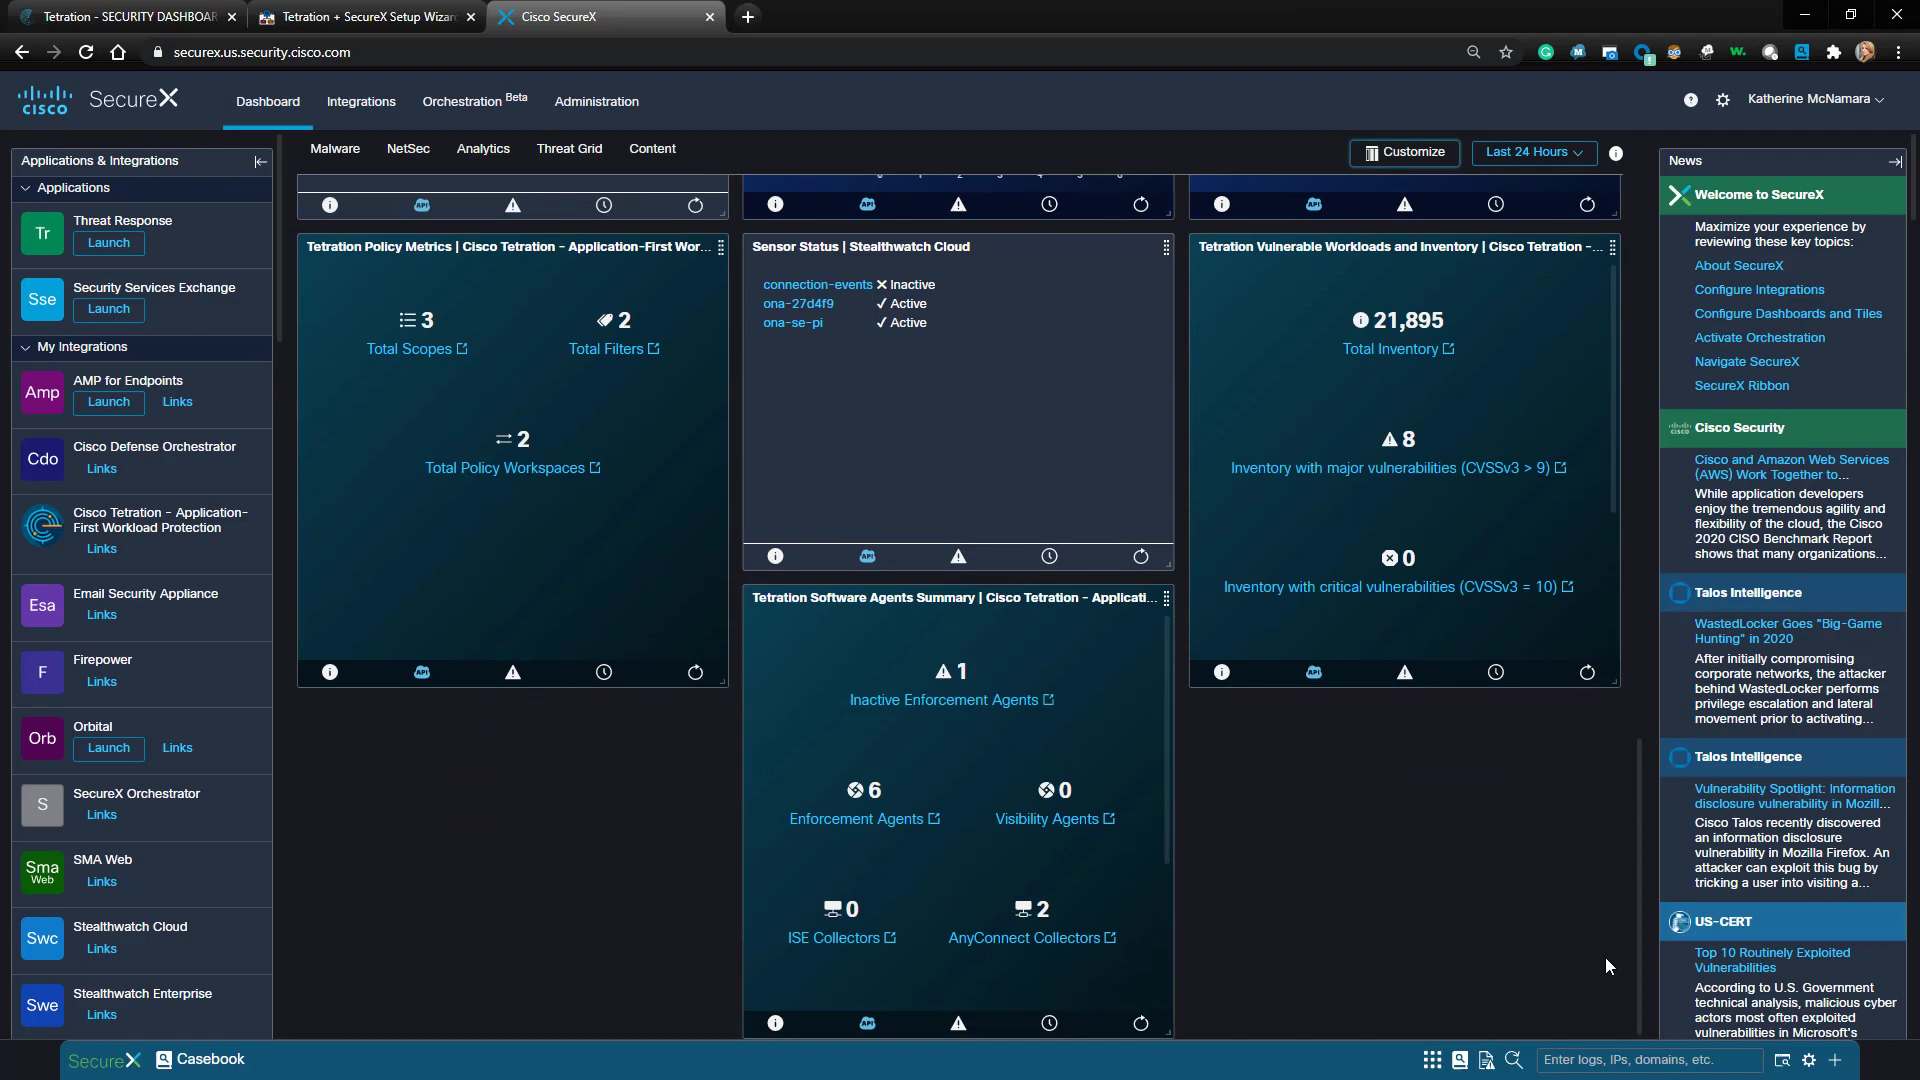 Tetration - SECURITY DASHBOAR
Tetration + SecureX Setup Wizar
Cisco SecureX
securex.us.security.cisco.com
CISCO
SecureX
Dashboard
Integrations
Orchestration Beta
Administration
Katherine McNamara
Applications & Integrations
Applications
Tr
Threat Response
Launch
Sse
Security Services Exchange
Launch
My Integrations
Amp
AMP for Endpoints
Launch
Links
Cdo
Cisco Defense Orchestrator
Links
Cisco Tetration - Application-
First Workload Protection
Links
Esa
Email Security Appliance
Links
F
Firepower
Links
Orb
Orbital
Launch
Links
S
SecureX Orchestrator
Links
Sma
Web
SMA Web
Links
Swc
Stealthwatch Cloud
Links
Swe
Stealthwatch Enterprise
Links
Malware
NetSec
Analytics
Threat Grid
Content
Customize
Last 24 Hours
Tetration Policy Metrics | Cisco Tetration - Application-First Wor...
3
Total Scopes
2
Total Filters
2
Total Policy Workspaces
Sensor Status | Stealthwatch Cloud
connection-events ✕ Inactive
ona-27d4f9 ✓ Active
ona-se-pi ✓ Active
Tetration Software Agents Summary | Cisco Tetration - Applicati...
1
Inactive Enforcement Agents
6
Enforcement Agents
0
Visibility Agents
0
ISE Collectors
2
AnyConnect Collectors
Tetration Vulnerable Workloads and Inventory | Cisco Tetration -...
21,895
Total Inventory
8
Inventory with major vulnerabilities (CVSSv3 > 9)
0
Inventory with critical vulnerabilities (CVSSv3 = 10)
News
Welcome to SecureX
Maximize your experience by
reviewing these key topics:
About SecureX
Configure Integrations
Configure Dashboards and Tiles
Activate Orchestration
Navigate SecureX
SecureX Ribbon
Cisco Security
Cisco and Amazon Web Services
(AWS) Work Together to...
While application developers
enjoy the tremendous agility and
flexibility of the cloud, the Cisco
2020 CISO Benchmark Report
shows that many organizations...
Talos Intelligence
WastedLocker Goes "Big-Game
Hunting" in 2020
After initially compromising
corporate networks, the attacker
behind WastedLocker performs
privilege escalation and lateral
movement prior to activating...
Talos Intelligence
Vulnerability Spotlight: Information
disclosure vulnerability in Mozill...
Cisco Talos recently discovered
an information disclosure
vulnerability in Mozilla Firefox. An
attacker can exploit this bug by
tricking a user into visiting a...
US-CERT
Top 10 Routinely Exploited
Vulnerabilities
According to U.S. Government
technical analysis, malicious cyber
actors most often exploited
vulnerabilities in Microsoft's
SecureX
Casebook
Enter logs, IPs, domains, etc.